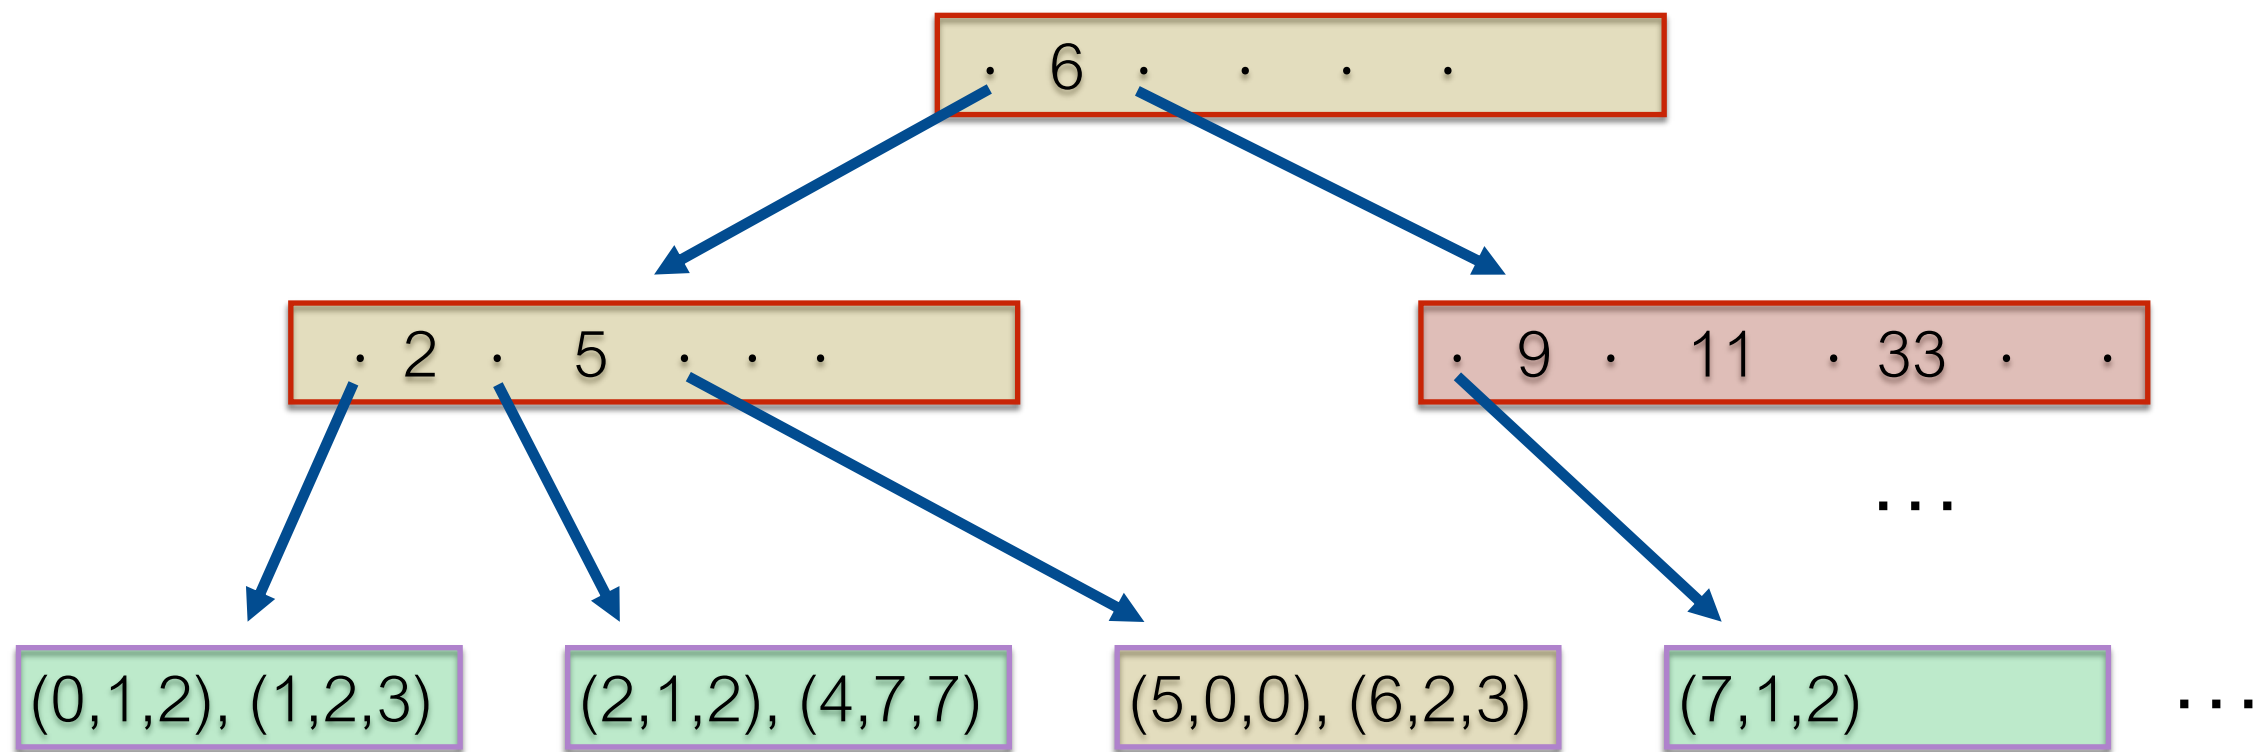 · 6 · · · ·
· 2 · 5 · · · · 9 · 11 · 33 · ·
...
(0,1,2), (1,2,3) (2,1,2), (4,7,7) (5,0,0), (6,2,3) (7,1,2) ...